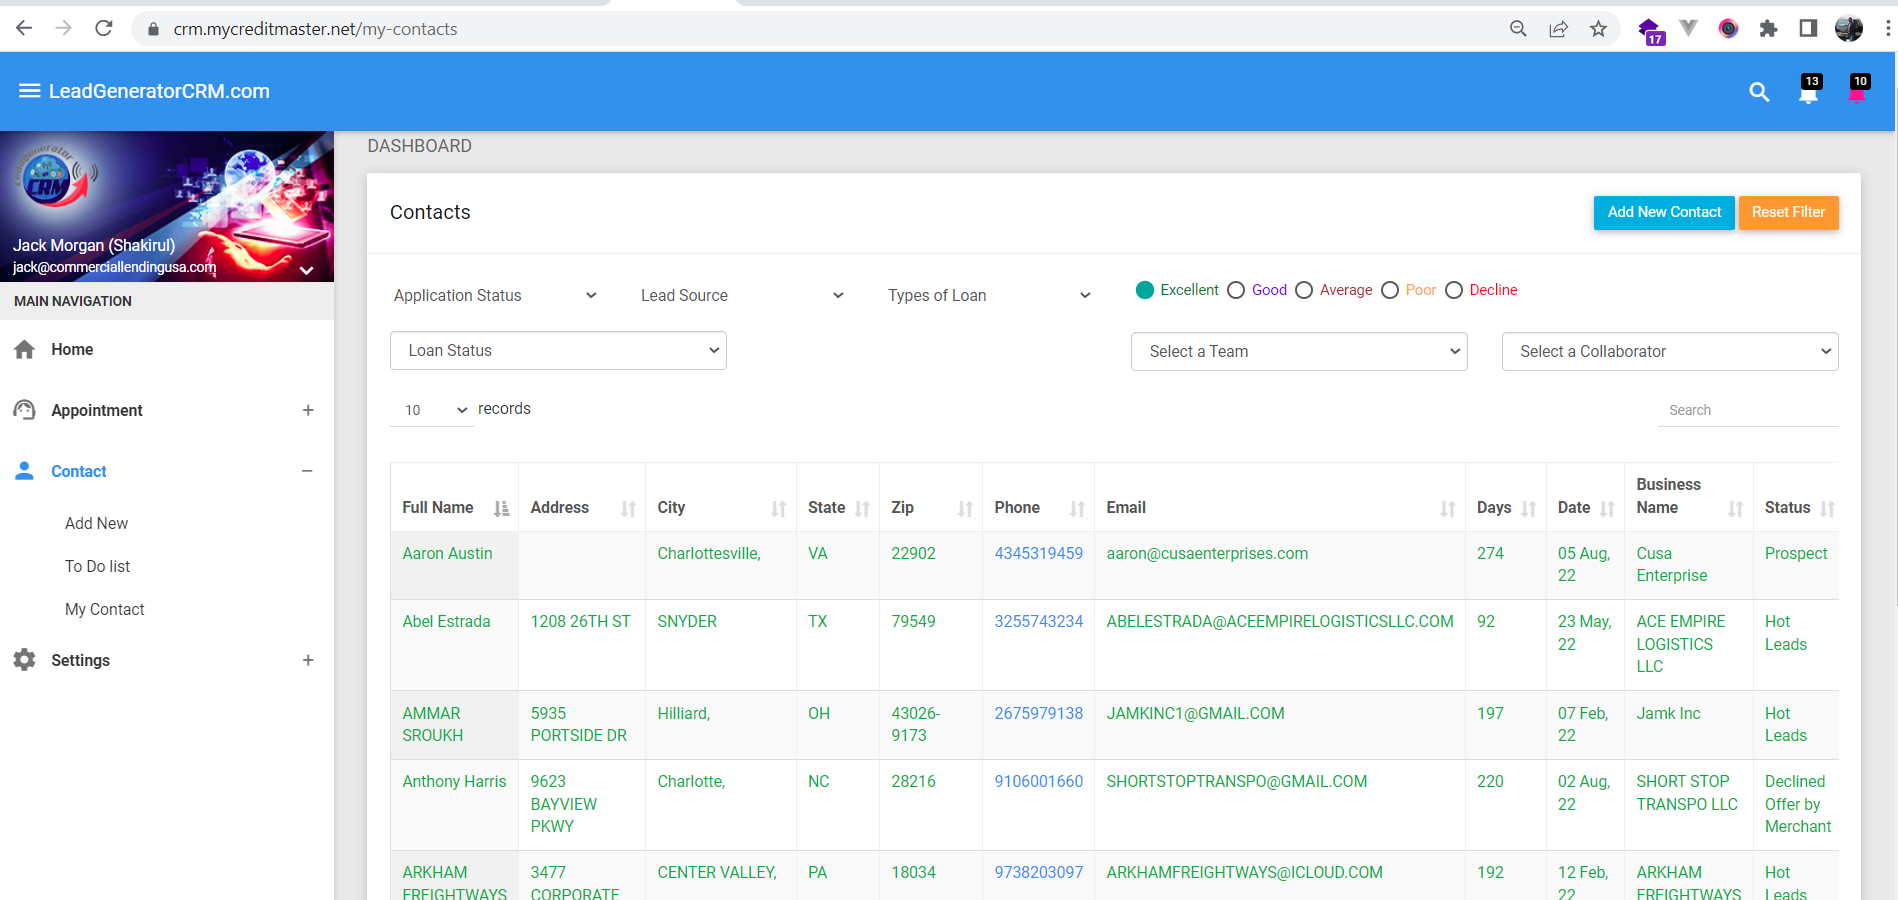 crm.mycreditmaster.net/my-contacts
17
LeadGeneratorCRM.com
13
10
Leadgenerator
CRM
Jack Morgan (Shakirul)
jack@commerciallendingusa.com
MAIN NAVIGATION
Home
Appointment
Contact
Add New
To Do list
My Contact
Settings
DASHBOARD
Contacts
Add New Contact
Reset Filter
Application Status
Lead Source
Types of Loan
Excellent
Good
Average
Poor
Decline
Loan Status
Select a Team
Select a Collaborator
10 records
Search
Full Name Address City State Zip Phone Email Days Date Business Name Status
Aaron Austin Charlottesville, VA 22902 4345319459 aaron@cusaenterprises.com 274 05 Aug, 22 Cusa Enterprise Prospect
Abel Estrada 1208 26TH ST SNYDER TX 79549 3255743234 ABELESTRADA@ACEEMPIRELOGISTICSLLC.COM 92 23 May, 22 ACE EMPIRE LOGISTICS LLC Hot Leads
AMMAR SROUKH 5935 PORTSIDE DR Hilliard, OH 43026-9173 2675979138 JAMKINC1@GMAIL.COM 197 07 Feb, 22 Jamk Inc Hot Leads
Anthony Harris 9623 BAYVIEW PKWY Charlotte, NC 28216 9106001660 SHORTSTOPTRANSPO@GMAIL.COM 220 02 Aug, 22 SHORT STOP TRANSPO LLC Declined Offer by Merchant
ARKHAM FREIGHTWAYS 3477 CORPORATE CENTER VALLEY, PA 18034 9738203097 ARKHAMFREIGHTWAYS@ICLOUD.COM 192 12 Feb, 22 ARKHAM FREIGHTWAYS Hot Leads